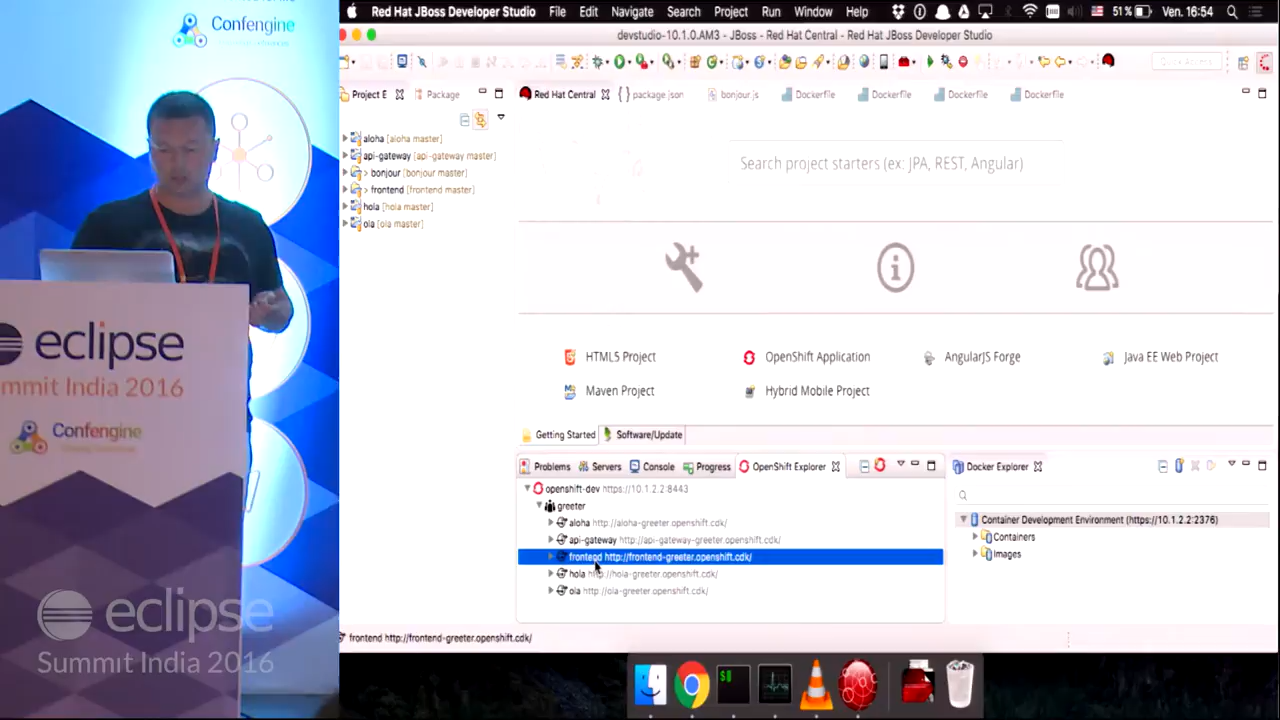 Confengine
eclipse
Summit India 2016
Confengine
eclipse
Summit India 2016
Red Hat JBoss Developer Studio File Edit Navigate Search Project Run Window Help 51 % Ven. 16:54
devstudio-10.1.0.AM3 - JBoss - Red Hat Central - Red Hat JBoss Developer Studio
Quick Access
Project E Package
Red Hat Central package.json bonjour.js Dockerfile Dockerfile Dockerfile Dockerfile
aloha [aloha master]
api-gateway [api-gateway master]
> bonjour [bonjour master]
> frontend [frontend master]
hola [hola master]
ola [ola master]
Search project starters (ex: JPA, REST, Angular)
HTML5 Project OpenShift Application AngularJS Forge Java EE Web Project
Maven Project Hybrid Mobile Project
Getting Started Software/Update
Problems Servers Console Progress OpenShift Explorer Docker Explorer
openshift-dev https://10.1.2.2:8443
greeter
aloha http://aloha-greeter.openshift.cdk/
api-gateway http://api-gateway-greeter.openshift.cdk/
frontend http://frontend-greeter.openshift.cdk/
hola http://hola-greeter.openshift.cdk/
ola http://ola-greeter.openshift.cdk/
Container Development Environment (https://10.1.2.2:2376)
Containers
Images
frontend http://frontend-greeter.openshift.cdk/